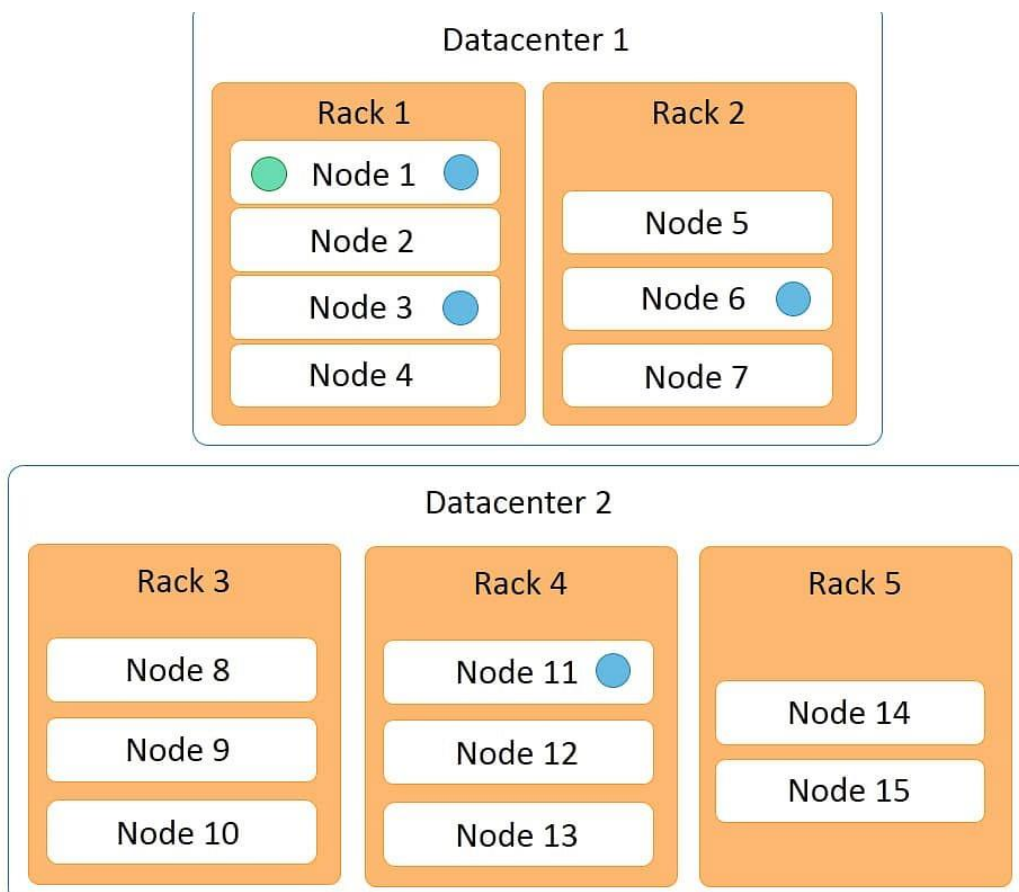 Datacenter 1
Rack 1
Node 1
Node 2
Node 3
Node 4
Rack 2
Node 5
Node 6
Node 7
Datacenter 2
Rack 3
Node 8
Node 9
Node 10
Rack 4
Node 11
Node 12
Node 13
Rack 5
Node 14
Node 15